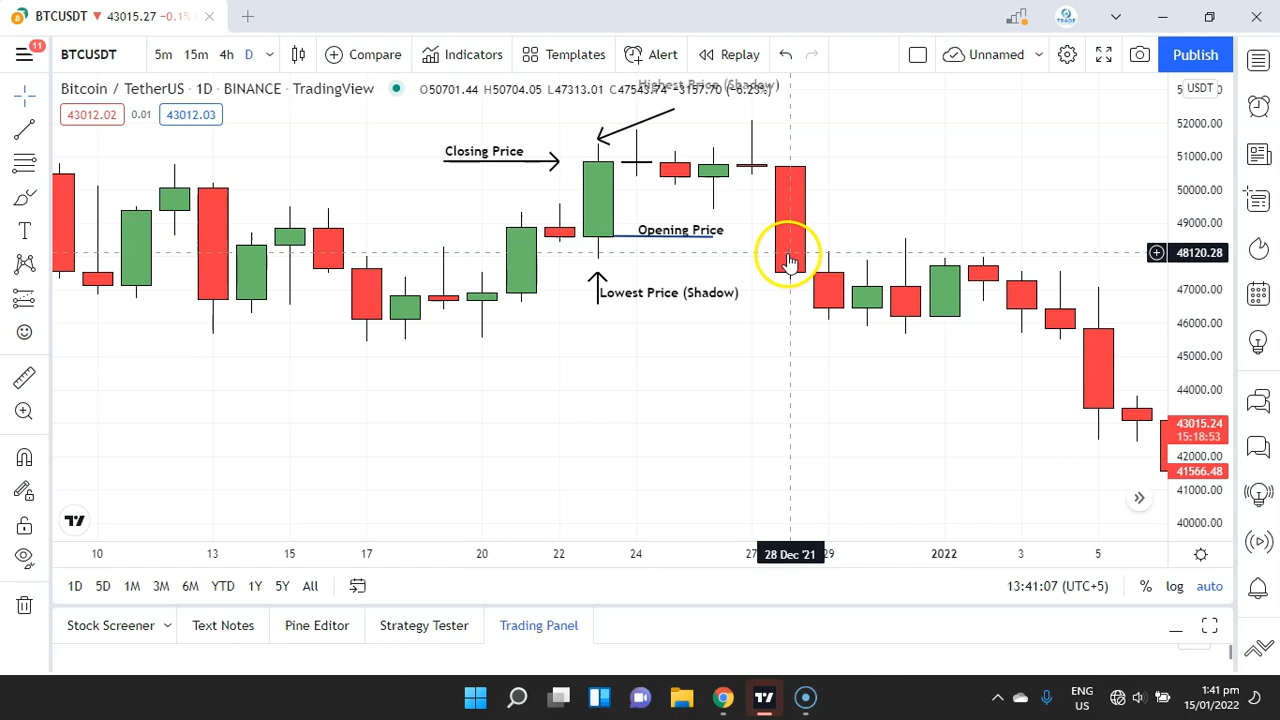 BTCUSDT ▼ 43015.27 −0.15
11
BTCUSDT 5m 15m 4h D Compare Indicators Templates Alert Replay Unnamed Publish
Bitcoin / TetherUS · 1D · BINANCE · TradingView O50701.44 H50704.05 L47313.01 C47543.74 −3157.70 (−6.23%)
Highest Price (Shadow)
43012.02 0.01 43012.03
USDT
52000.00
Closing Price
51000.00
50000.00
49000.00
Opening Price
48120.28
47000.00
Lowest Price (Shadow)
46000.00
45000.00
44000.00
43015.24
15:18:53
42000.00
41566.48
41000.00
40000.00
10 13 15 17 20 22 24 27 28 Dec '21 29 2022 3 5
1D 5D 1M 3M 6M YTD 1Y 5Y All 13:41:07 (UTC+5) % log auto
Stock Screener Text Notes Pine Editor Strategy Tester Trading Panel
ENG
US
1:41 pm
15/01/2022